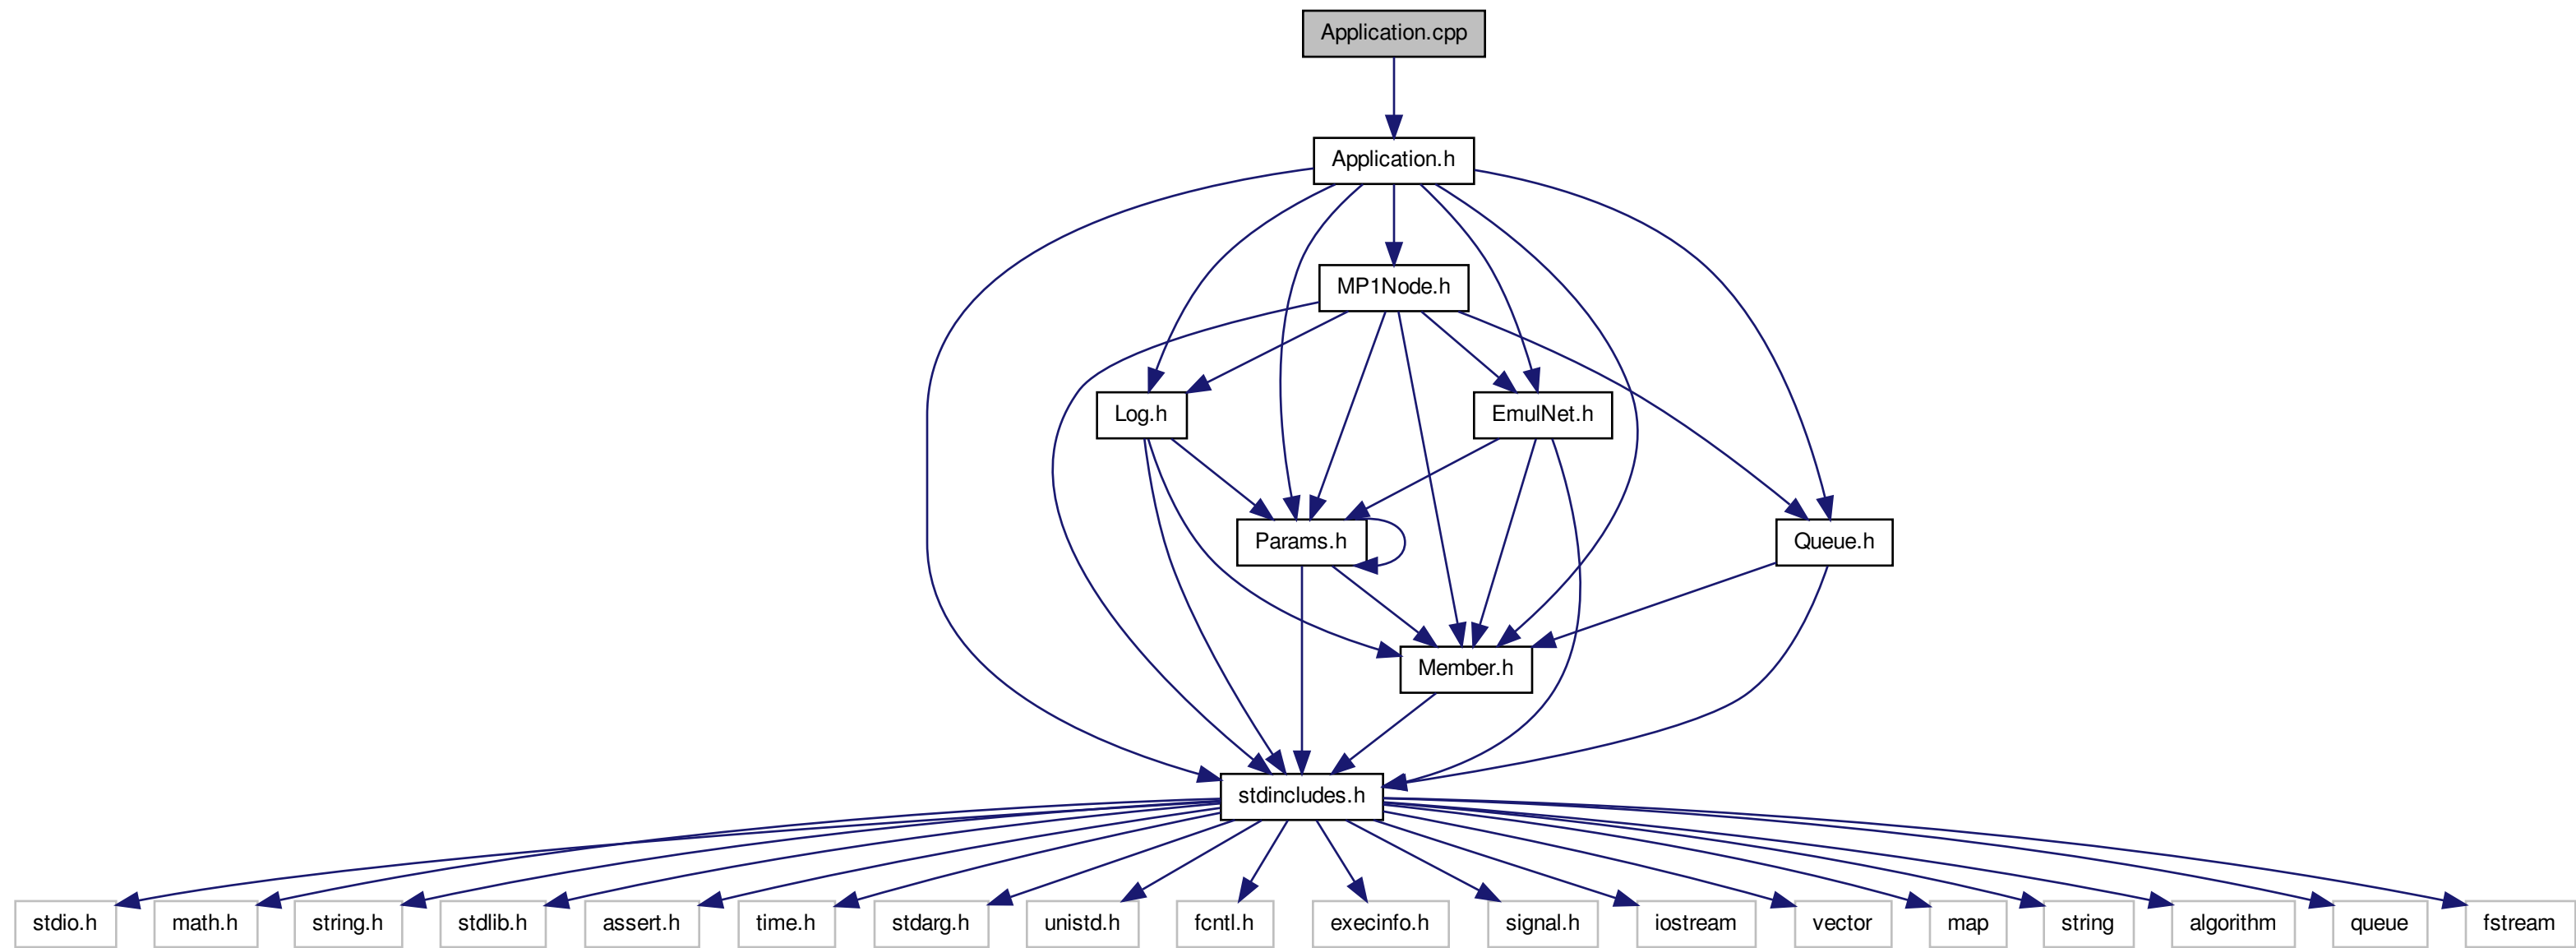 Application.cpp
Application.h
MP1Node.h
Log.h
EmulNet.h
Params.h
Queue.h
Member.h
stdincludes.h
stdio.h
math.h
string.h
stdlib.h
assert.h
time.h
stdarg.h
unistd.h
fcntl.h
execinfo.h
signal.h
iostream
vector
map
string
algorithm
queue
fstream